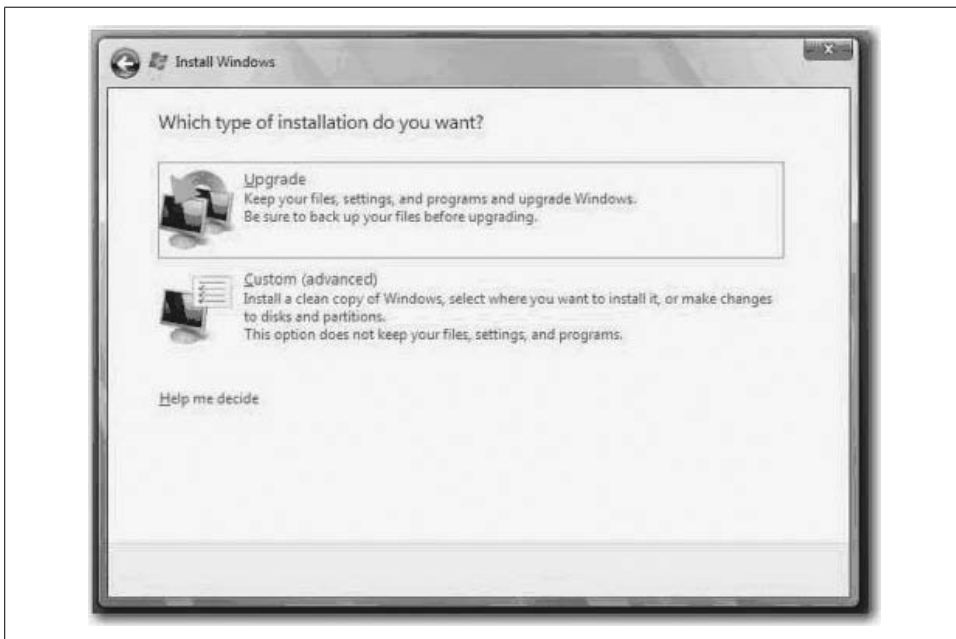 Install Windows
Which type of installation do you want?
Upgrade
Keep your files, settings, and programs and upgrade Windows.
Be sure to back up your files before upgrading.
Custom (advanced)
Install a clean copy of Windows, select where you want to install it, or make changes
to disks and partitions.
This option does not keep your files, settings, and programs.
Help me decide